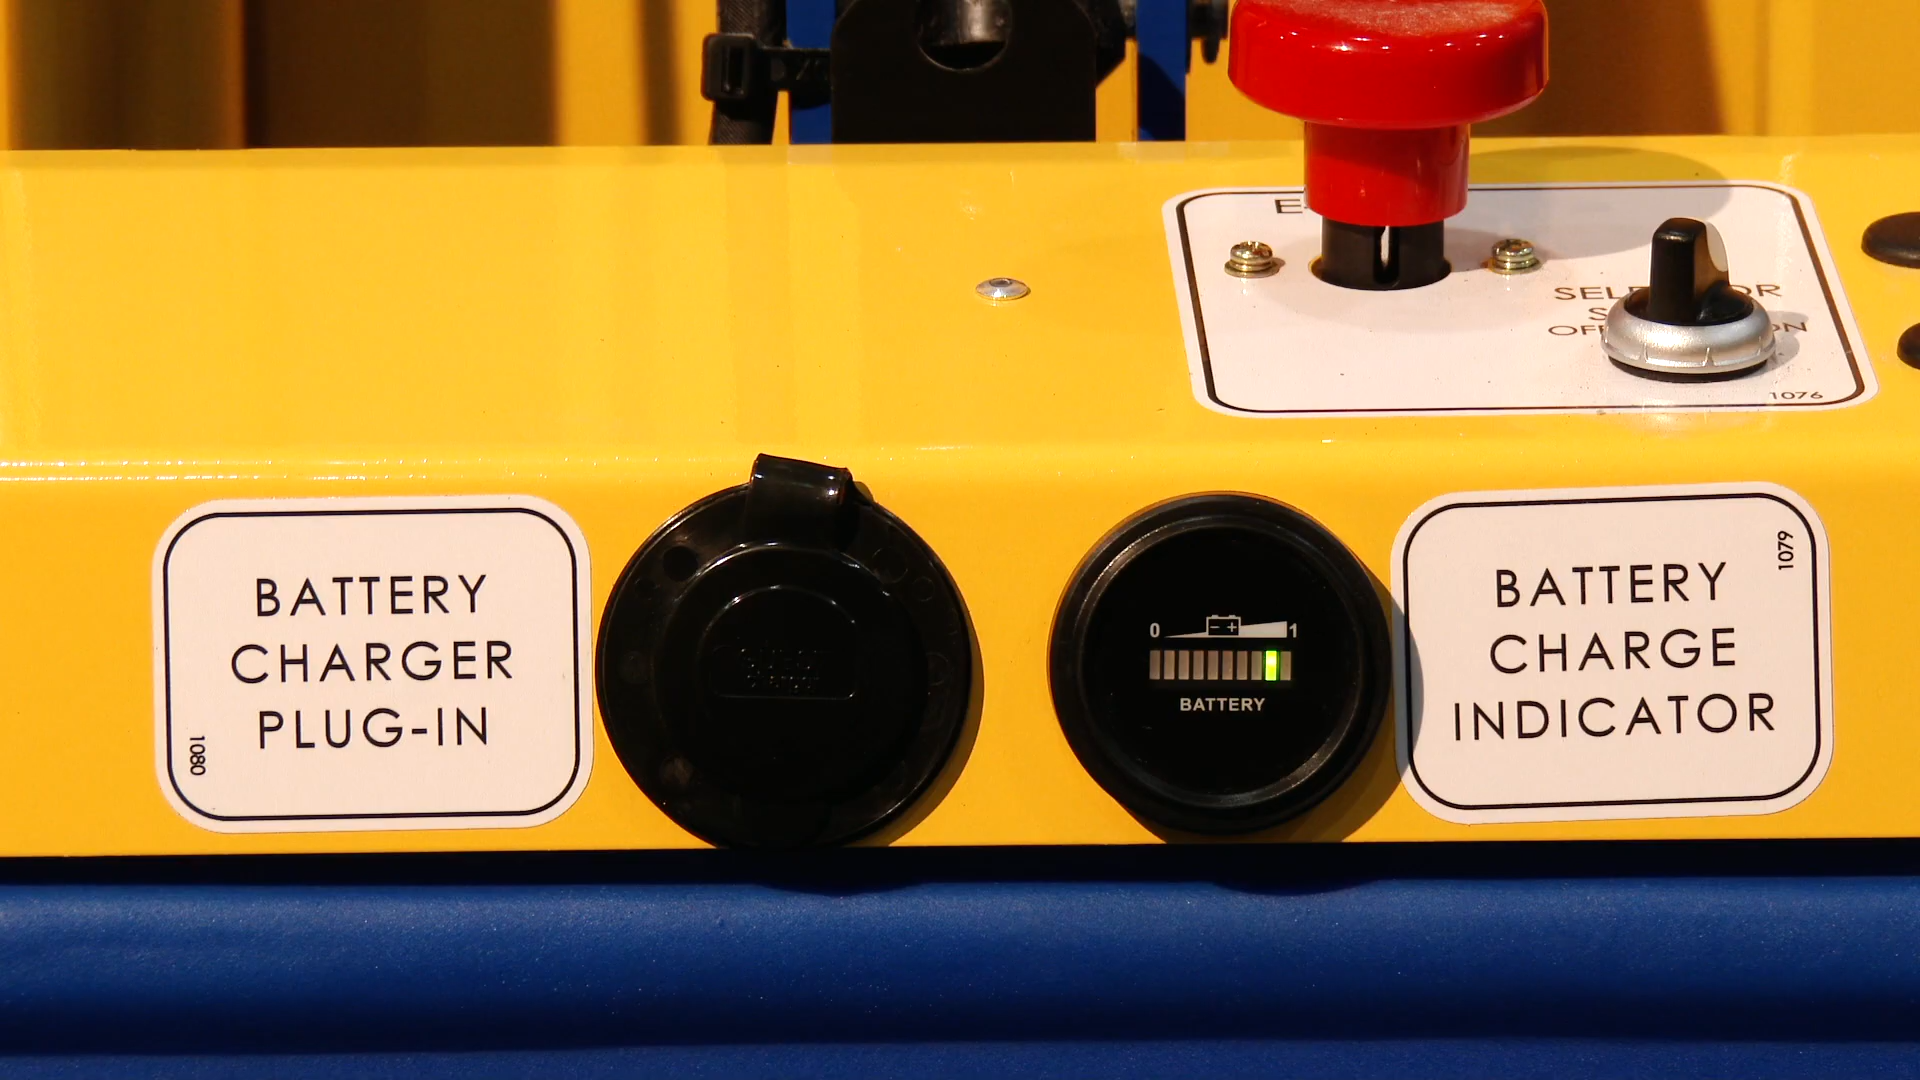 1076
BATTERY
CHARGER
PLUG-IN
1080
0
1
BATTERY
BATTERY
CHARGE
INDICATOR
1079